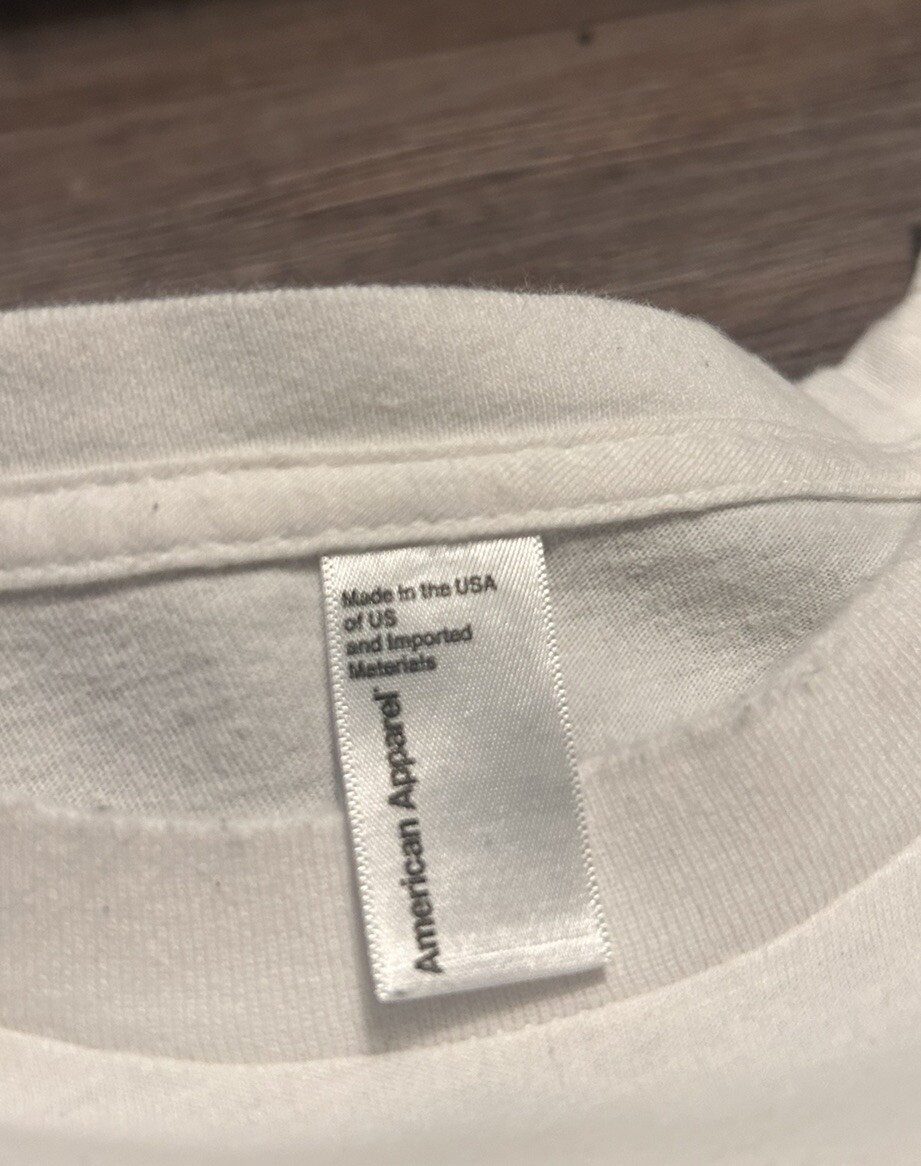 Made in the USA
of US
and Imported
Materials
American Apparel